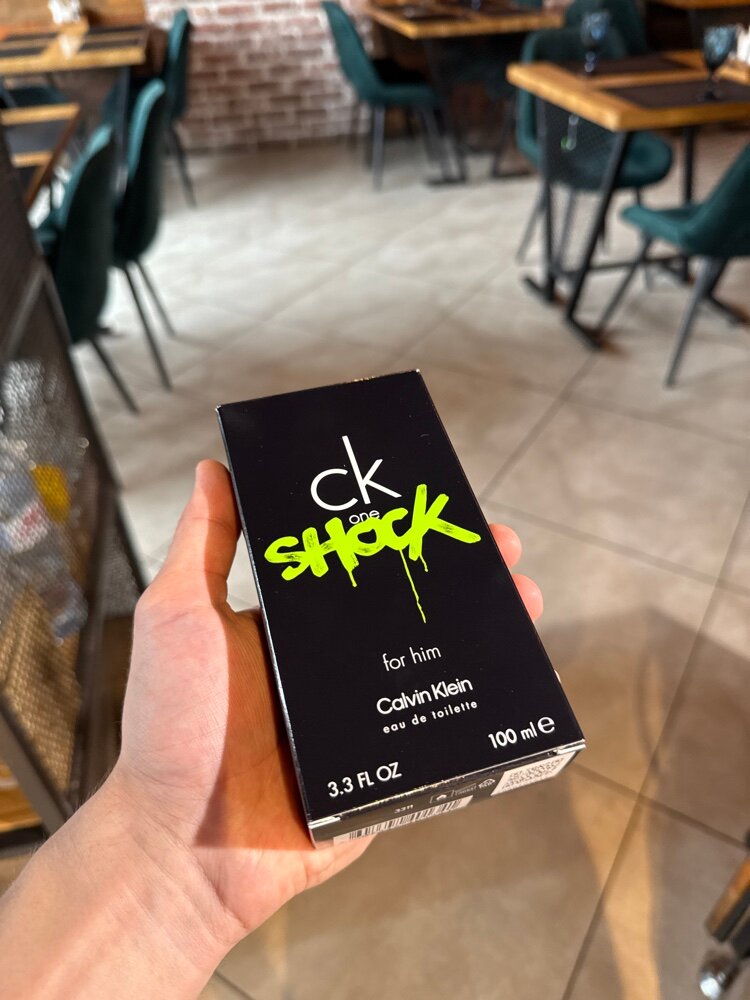 ck
one
SHOCK
for him
Calvin Klein
eau de toilette
100 ml ℮
3.3 FL OZ